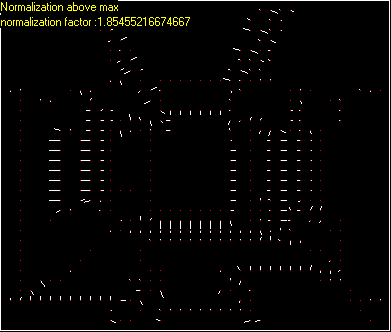 Normalization above max
normalization factor :1.85455216674667